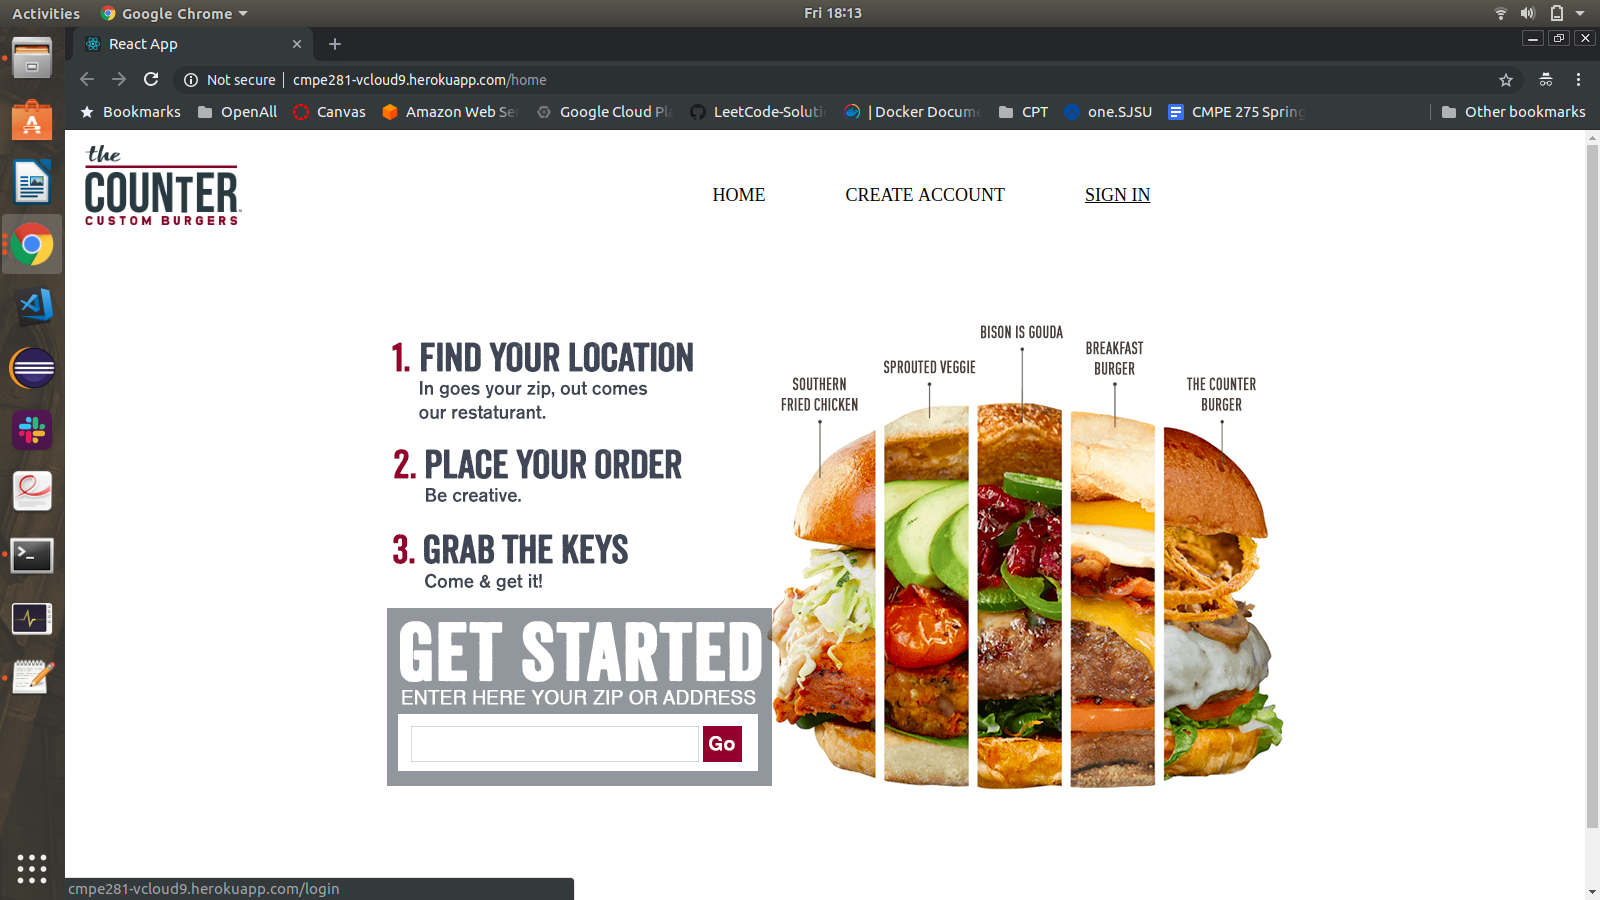 Activities
Google Chrome
Fri 18:13
React App
Not secure
cmpe281-vcloud9.herokuapp.com/home
Bookmarks
OpenAll
Canvas
Amazon Web Se
Google Cloud Pl
LeetCode-Soluti
| Docker Docume
CPT
one.SJSU
CMPE 275 Spring
Other bookmarks
the
COUNTER
CUSTOM BURGERS
HOME
CREATE ACCOUNT
SIGN IN
1. FIND YOUR LOCATION
In goes your zip, out comes
our restaturant.
2. PLACE YOUR ORDER
Be creative.
3. GRAB THE KEYS
Come & get it!
GET STARTED
ENTER HERE YOUR ZIP OR ADDRESS
Go
SOUTHERN
FRIED CHICKEN
SPROUTED VEGGIE
BISON IS GOUDA
BREAKFAST
BURGER
THE COUNTER
BURGER
cmpe281-vcloud9.herokuapp.com/login